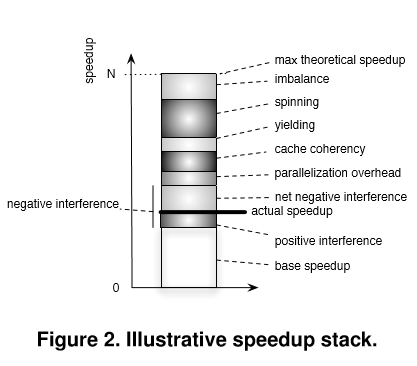 speedup
N
max theoretical speedup
imbalance
spinning
yielding
cache coherency
parallelization overhead
net negative interference
negative interference
actual speedup
positive interference
base speedup
0
Figure 2. Illustrative speedup stack.